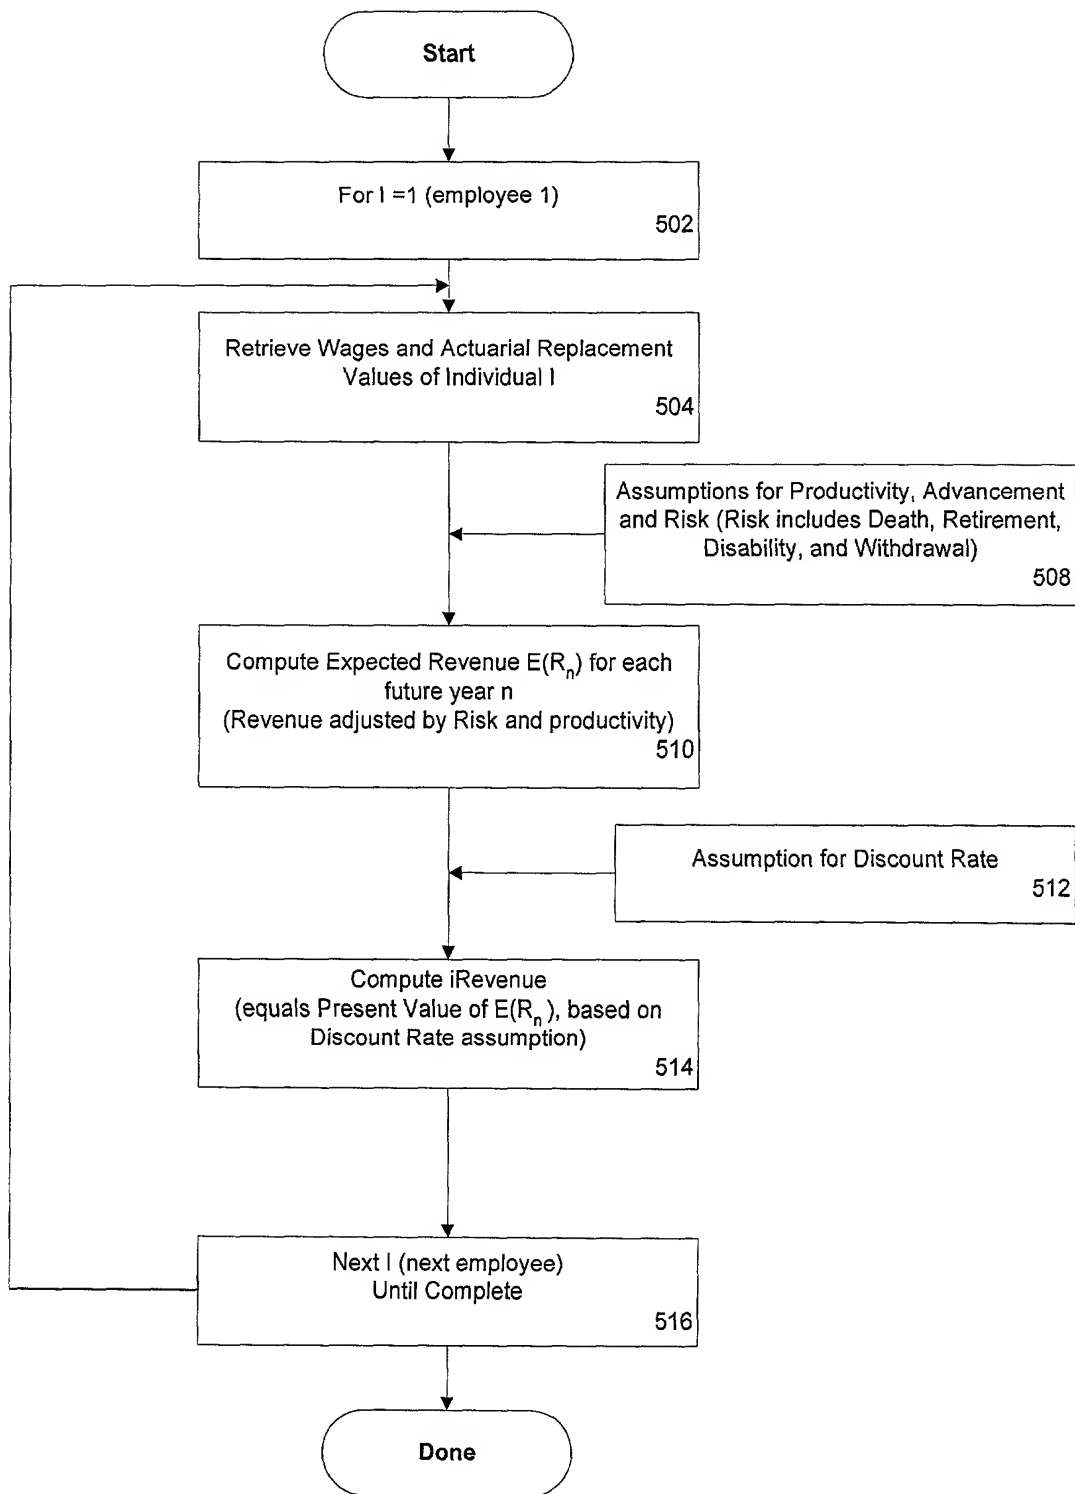 Start
For I =1 (employee 1)
502
Retrieve Wages and Actuarial Replacement
Values of Individual I
504
Assumptions for Productivity, Advancement
and Risk (Risk includes Death, Retirement,
Disability, and Withdrawal)
508
Compute Expected Revenue E(Rn) for each
future year n
(Revenue adjusted by Risk and productivity)
510
Assumption for Discount Rate
512
Compute iRevenue
(equals Present Value of E(Rn), based on
Discount Rate assumption)
514
Next I (next employee)
Until Complete
516
Done